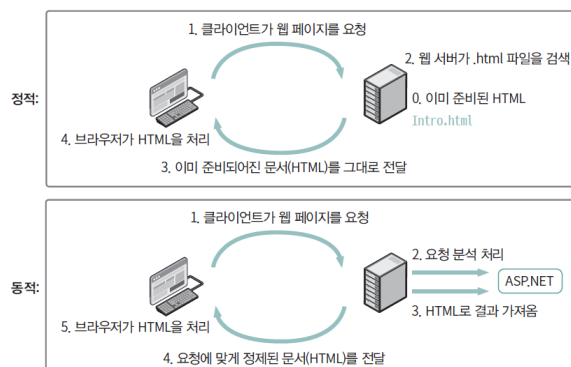 정적:
1. 클라이언트가 웹 페이지를 요청
2. 웹 서버가 .html 파일을 검색
0. 이미 준비된 HTML
Intro.html
4. 브라우저가 HTML을 처리
3. 이미 준비되어진 문서(HTML)를 그대로 전달
동적:
1. 클라이언트가 웹 페이지를 요청
2. 요청 분석 처리
ASP.NET
3. HTML로 결과 가져옴
5. 브라우저가 HTML을 처리
4. 요청에 맞게 정제된 문서(HTML)를 전달